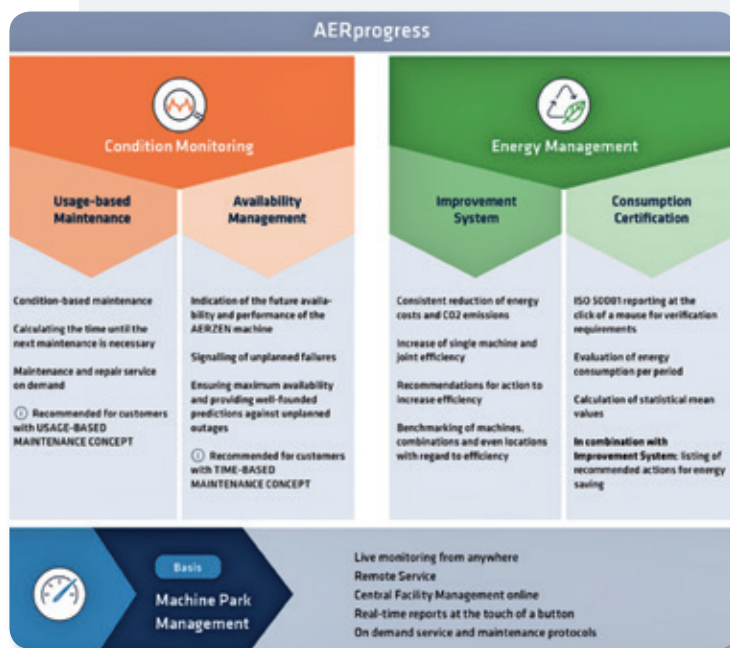 AERprogress
Condition Monitoring
Usage-based
Maintenance
Condition-based maintenance
Calculating the time until the
next maintenance is necessary
Maintenance and repair service
on demand
Recommended for customers
with USAGE-BASED
MAINTENANCE CONCEPT
Availability
Management
Indication of the future availa-
bility and performance of the
AERZEN machine
Signalling of unplanned failures
Ensuring maximum availability
and providing well-founded
predictions against unplanned
outages
Recommended for customers
with TIME-BASED
MAINTENANCE CONCEPT
Energy Management
Improvement
System
Consistent reduction of energy
costs and CO2 emissions
Increase of single machine and
joint efficiency
Recommendations for action to
increase efficiency
Benchmarking of machines,
combinations and even locations
with regard to efficiency
Consumption
Certification
ISO 50001 reporting at the
click of a mouse for verification
requirements
Evaluation of energy
consumption per period
Calculation of statistical mean
values
In combination with
Improvement System: listing of
recommended actions for energy
saving
Basis
Machine Park
Management
Live monitoring from anywhere
Remote Service
Central Facility Management online
Real-time reports at the touch of a button
On demand service and maintenance protocols